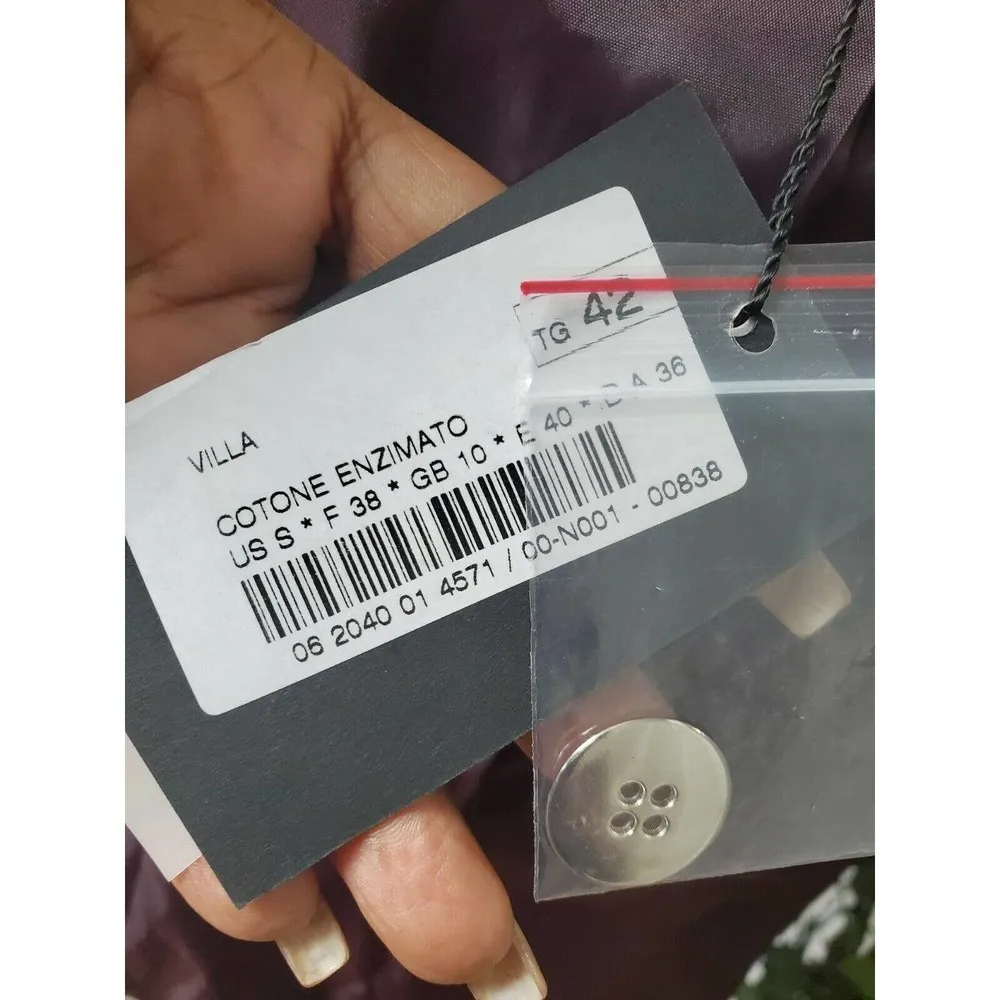 TG 42
VILLA
COTONE ENZIMATO
US S * F 38 * GB 10 * E 40 * D A 36
06 2040 01 4571 / 00-N001 - 00838